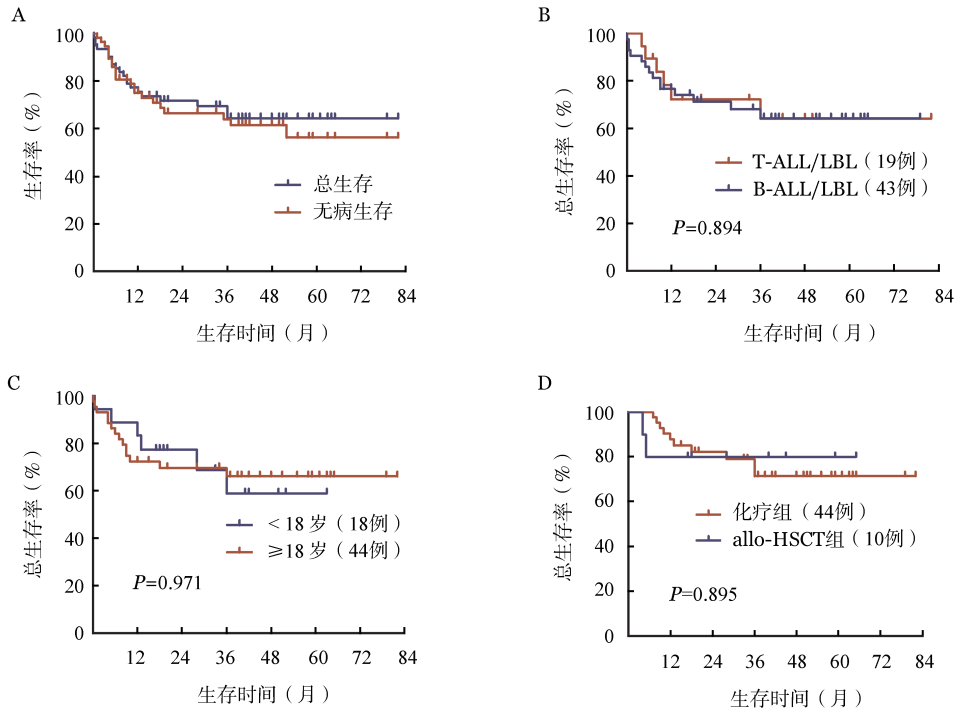 A
100
80
60
40
20
0
生存率（%）
总生存
无病生存
12 24 36 48 60 72 84
生存时间（月）
B
100
80
60
40
20
0
总生存率（%）
T-ALL/LBL（19例）
B-ALL/LBL（43例）
P=0.894
12 24 36 48 60 72 84
生存时间（月）
C
100
80
60
40
20
0
总生存率（%）
< 18 岁（18例）
≥18 岁（44例）
P=0.971
12 24 36 48 60 72 84
生存时间（月）
D
100
80
60
40
20
0
总生存率（%）
化疗组（44例）
allo-HSCT组（10例）
P=0.895
12 24 36 48 60 72 84
生存时间（月）